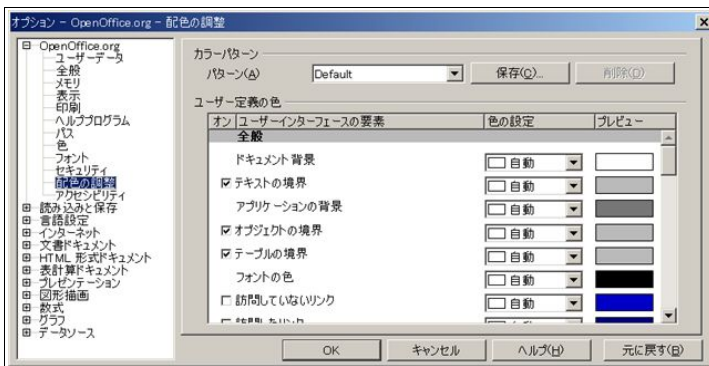 オプション - OpenOffice.org - 配色の調整
OpenOffice.org
ユーザーデータ
全般
メモリ
表示
印刷
ヘルププログラム
パス
色
フォント
セキュリティ
配色の調整
アクセシビリティ
読み込みと保存
言語設定
インターネット
文書ドキュメント
HTML 形式ドキュメント
表計算ドキュメント
プレゼンテーション
図形描画
数式
グラフ
データソース
カラーパターン
パターン(A) Default 保存(O)... 削除(D)
ユーザー定義の色
オン ユーザーインターフェースの要素 色の設定 プレビュー
全般
ドキュメント背景 自動
テキストの境界 自動
アプリケーションの背景 自動
オブジェクトの境界 自動
テーブルの境界 自動
フォントの色 自動
訪問していないリンク 自動
OK キャンセル ヘルプ(H) 元に戻す(B)